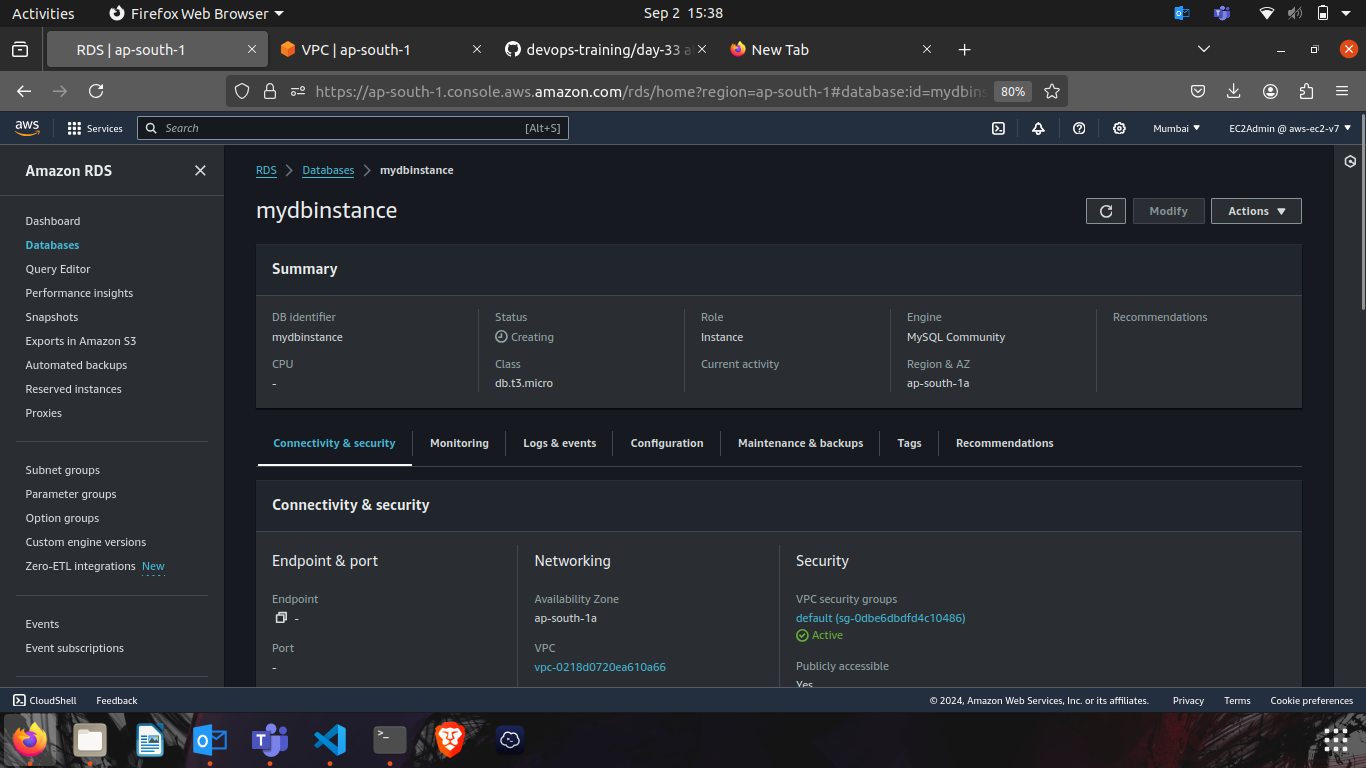 Activities
Firefox Web Browser
Sep 2 15:38
RDS | ap-south-1
VPC | ap-south-1
devops-training/day-33 a
New Tab
https://ap-south-1.console.aws.amazon.com/rds/home?region=ap-south-1#database:id=mydbins
80%
aws
Services
Search
[Alt+S]
Mumbai
EC2Admin @ aws-ec2-v7
Amazon RDS
Dashboard
Databases
Query Editor
Performance insights
Snapshots
Exports in Amazon S3
Automated backups
Reserved instances
Proxies
Subnet groups
Parameter groups
Option groups
Custom engine versions
Zero-ETL integrations New
Events
Event subscriptions
RDS
Databases
mydbinstance
mydbinstance
Modify
Actions
Summary
DB identifier
mydbinstance
CPU
-
Status
Creating
Class
db.t3.micro
Role
Instance
Current activity
Engine
MySQL Community
Region & AZ
ap-south-1a
Recommendations
Connectivity & security
Monitoring
Logs & events
Configuration
Maintenance & backups
Tags
Recommendations
Connectivity & security
Endpoint & port
Endpoint
-
Port
-
Networking
Availability Zone
ap-south-1a
VPC
vpc-0218d0720ea610a66
Security
VPC security groups
default (sg-0dbe6dbdfd4c10486)
Active
Publicly accessible
Yes
CloudShell
Feedback
© 2024, Amazon Web Services, Inc. or its affiliates.
Privacy
Terms
Cookie preferences